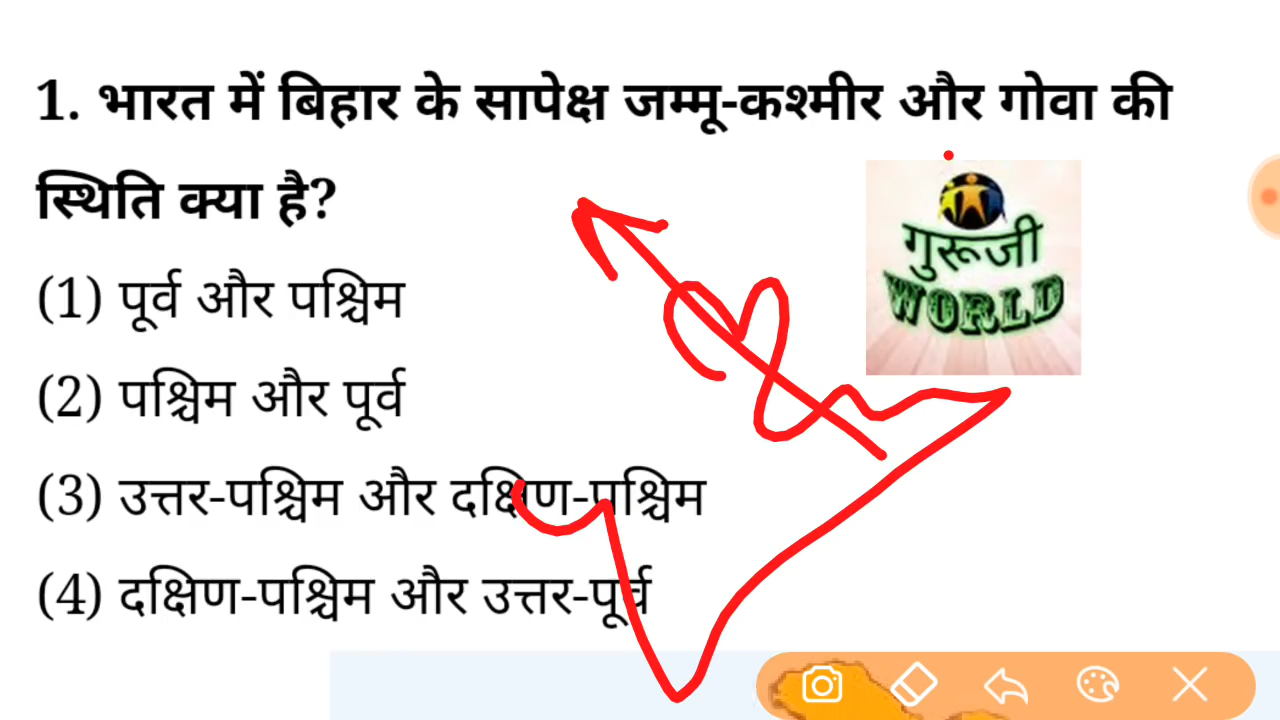 1. भारत में बिहार के सापेक्ष जम्मू-कश्मीर और गोवा की
स्थिति क्या है?
गुरूजी
WORLD
(1) पूर्व और पश्चिम
(2) पश्चिम और पूर्व
(3) उत्तर-पश्चिम और दक्षिण-पश्चिम
(4) दक्षिण-पश्चिम और उत्तर-पूर्व